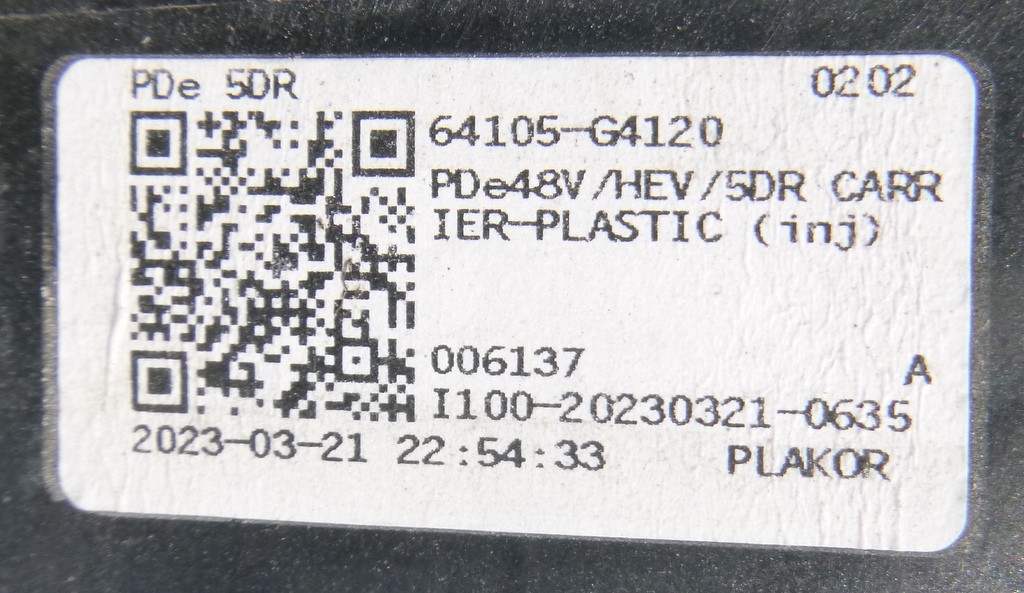 PDe 5DR 0202
64105-G4120
PDe48V/HEV/5DR CARR
IER-PLASTIC (inj)
006137 A
I100-20230321-0635
2023-03-21 22:54:33 PLAKOR